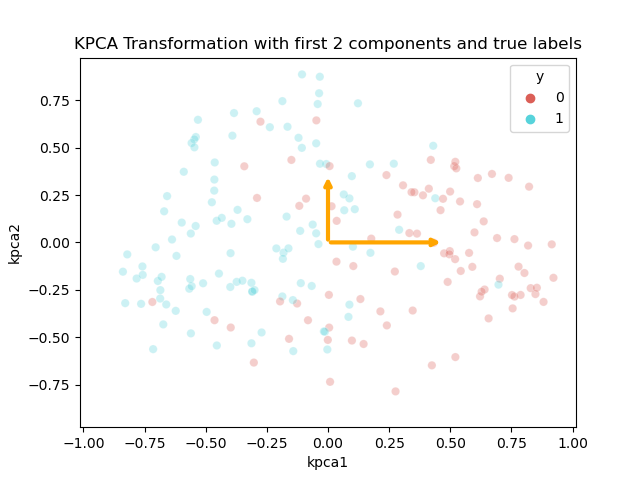 KPCA Transformation with first 2 components and true labels
y
0
1
kpca2
0.75
0.50
0.25
0.00
−0.25
−0.50
−0.75
−1.00 −0.75 −0.50 −0.25 0.00 0.25 0.50 0.75 1.00
kpca1